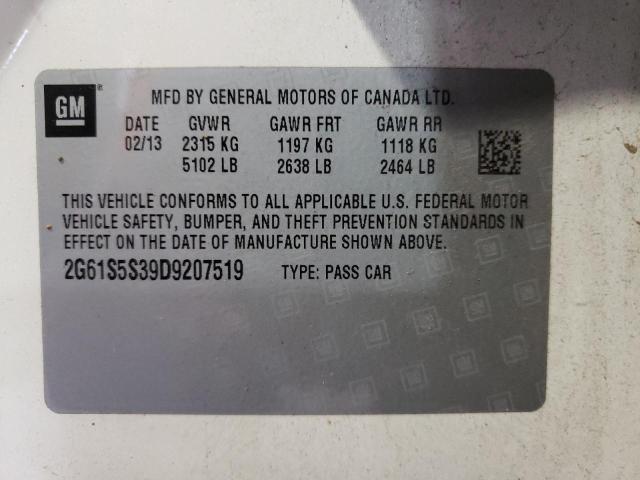 GM ®
MFD BY GENERAL MOTORS OF CANADA LTD.
DATE GVWR GAWR FRT GAWR RR
02/13 2315 KG 1197 KG 1118 KG
5102 LB 2638 LB 2464 LB
THIS VEHICLE CONFORMS TO ALL APPLICABLE U.S. FEDERAL MOTOR
VEHICLE SAFETY, BUMPER, AND THEFT PREVENTION STANDARDS IN
EFFECT ON THE DATE OF MANUFACTURE SHOWN ABOVE.
2G61S5S39D9207519 TYPE: PASS CAR